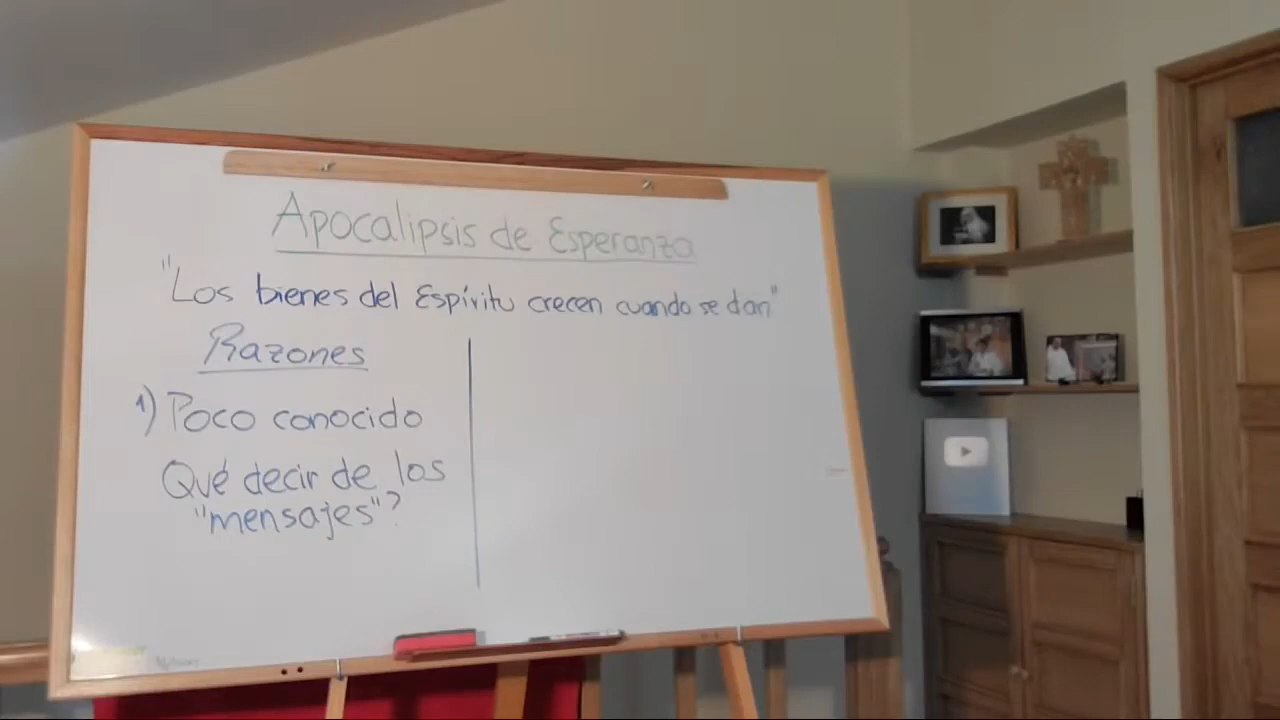 Apocalipsis de Esperanza
"Los bienes del Espíritu crecen cuando se dan"
Razones
1) Poco conocido
Qué decir de los
"mensajes"?